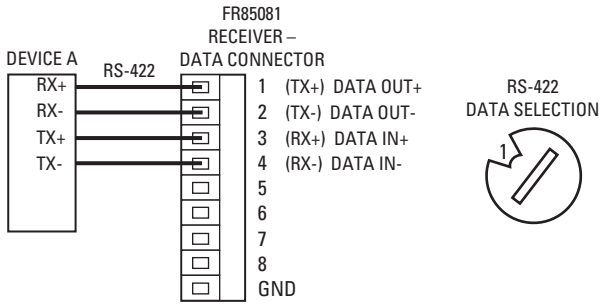 FR85081
RECEIVER –
DATA CONNECTOR
DEVICE A
RS-422
RX+
RX-
TX+
TX-
1 (TX+) DATA OUT+
2 (TX-) DATA OUT-
3 (RX+) DATA IN+
4 (RX-) DATA IN-
5
6
7
8
GND
RS-422
DATA SELECTION
1